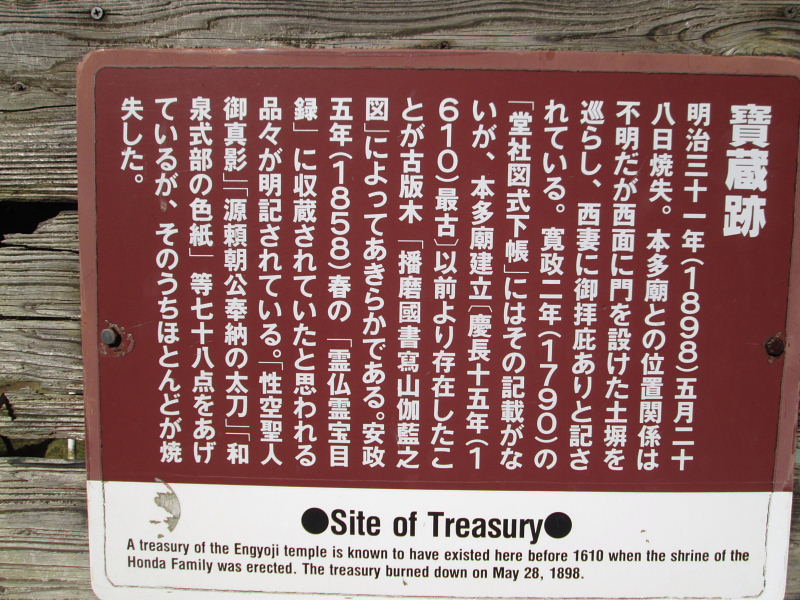 寶蔵跡
明治三十一年(1898)五月二十
八日焼失。本多廟との位置関係は
不明だが西面に門を設けた土塀を
巡らし、西妻に御拝庇ありと記さ
れている。寛政二年(1790)の
「堂社図式下帳」にはその記載がな
いが、本多廟建立〔慶長十五年(1
610)最古〕以前より存在したこ
とが古版木「播磨國書寫山伽藍之
図」によってあきらかである。安政
五年(1858)春の「霊仏霊宝目
録」に収蔵されていたと思われる
品々が明記されている。「性空聖人
御真影」「源頼朝公奉納の太刀」「和
泉式部の色紙」等七十八点をあげ
ているが、そのうちほとんどが焼
失した。
●Site of Treasury●
A treasury of the Engyoji temple is known to have existed here before 1610 when the shrine of the
Honda Family was erected. The treasury burned down on May 28, 1898.